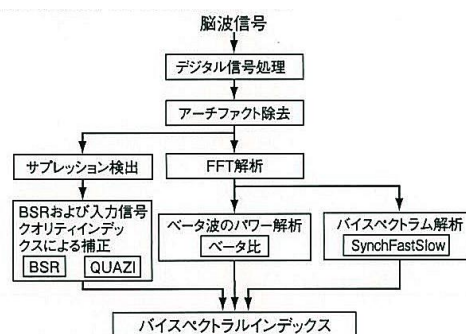 脳波信号
デジタル信号処理
アーチファクト除去
サプレッション検出
FFT解析
BSRおよび入力信号
クオリティインデッ
クスによる補正
BSR
QUAZI
ベータ波のパワー解析
ベータ比
バイスペクトラム解析
SynchFastSlow
バイスペクトラルインデックス